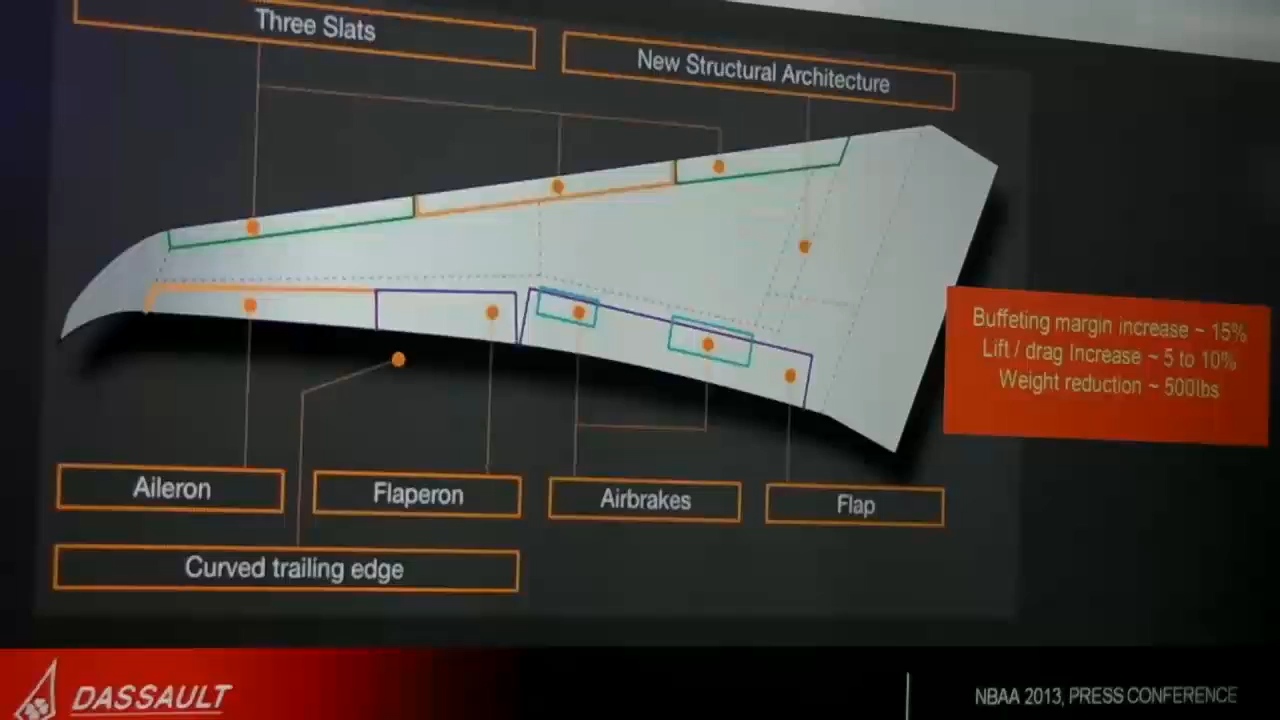 Three Slats
New Structural Architecture
Buffeting margin increase ~ 15%
Lift / drag Increase ~ 5 to 10%
Weight reduction ~ 500lbs
Aileron
Flaperon
Airbrakes
Flap
Curved trailing edge
DASSAULT
NBAA 2013, PRESS CONFERENCE